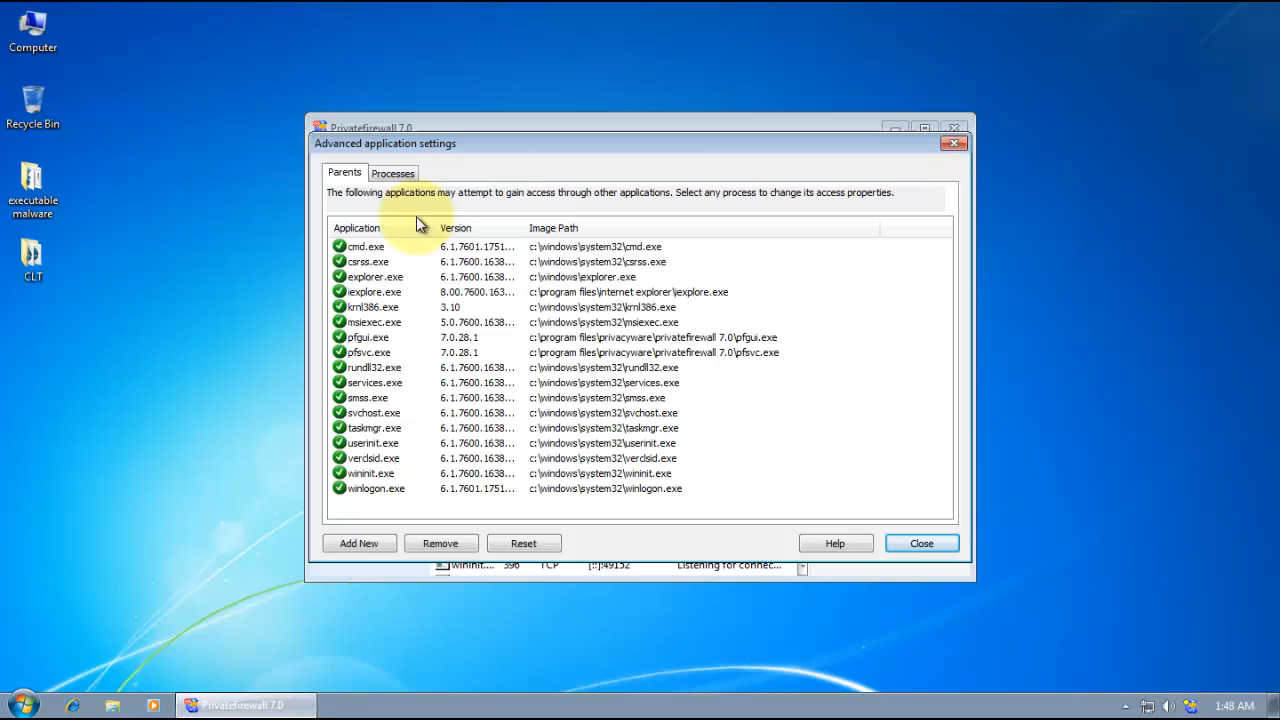 Computer
Recycle Bin
executable
malware
CLT
Privatefirewall 7.0
Advanced application settings
Parents
Processes
The following applications may attempt to gain access through other applications. Select any process to change its access properties.
Application Version Image Path
cmd.exe 6.1.7601.1751... c:\windows\system32\cmd.exe
csrss.exe 6.1.7600.1638... c:\windows\system32\csrss.exe
explorer.exe 6.1.7600.1638... c:\windows\explorer.exe
iexplore.exe 8.00.7600.163... c:\program files\internet explorer\iexplore.exe
krnl386.exe 3.10 c:\windows\system32\krnl386.exe
msiexec.exe 5.0.7600.1638... c:\windows\system32\msiexec.exe
pfgui.exe 7.0.28.1 c:\program files\privacyware\privatefirewall 7.0\pfgui.exe
pfsvc.exe 7.0.28.1 c:\program files\privacyware\privatefirewall 7.0\pfsvc.exe
rundll32.exe 6.1.7600.1638... c:\windows\system32\rundll32.exe
services.exe 6.1.7600.1638... c:\windows\system32\services.exe
smss.exe 6.1.7600.1638... c:\windows\system32\smss.exe
svchost.exe 6.1.7600.1638... c:\windows\system32\svchost.exe
taskmgr.exe 6.1.7600.1638... c:\windows\system32\taskmgr.exe
userinit.exe 6.1.7600.1638... c:\windows\system32\userinit.exe
verclsid.exe 6.1.7600.1638... c:\windows\system32\verclsid.exe
wininit.exe 6.1.7600.1638... c:\windows\system32\wininit.exe
winlogon.exe 6.1.7601.1751... c:\windows\system32\winlogon.exe
Add New Remove Reset Help Close
wininit.... 396 TCP [::]:49152 Listening for connec...
Privatefirewall 7.0
1:48 AM